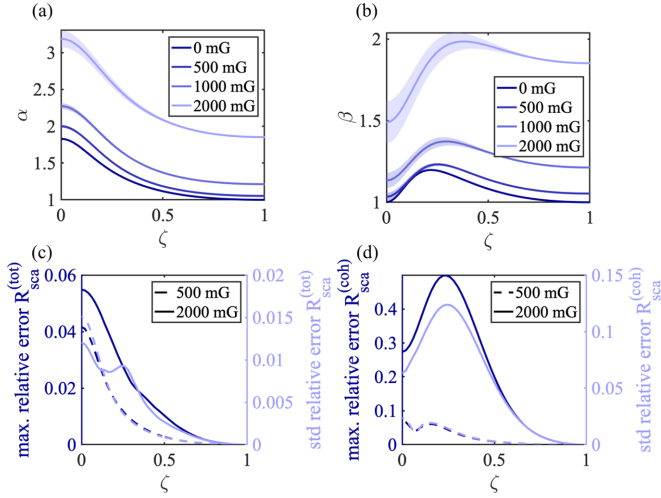 (a)
3
2.5
2
1.5
1
α
0 mG
500 mG
1000 mG
2000 mG
0
0.5
1
ζ
(b)
2
1.5
1
β
0 mG
500 mG
1000 mG
2000 mG
0
0.5
1
ζ
(c)
max. relative error R_sca^(tot)
0.06
0.04
0.02
0
500 mG
2000 mG
0.02
0.015
0.01
0.005
0
std relative error R_sca^(tot)
0
0.5
1
ζ
(d)
max. relative error R_sca^(coh)
0.4
0.3
0.2
0.1
0
500 mG
2000 mG
0.15
0.1
0.05
0
std relative error R_sca^(coh)
0
0.5
1
ζ